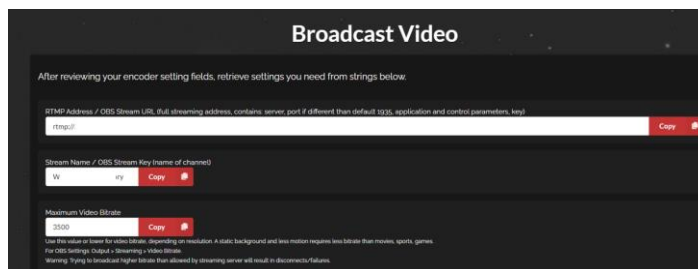 Broadcast Video
After reviewing your encoder setting fields, retrieve settings you need from strings below.
RTMP Address / OBS Stream URL (full streaming address, contains: server, port if different than default 1935, application and control parameters, key)
rtmp:// Copy
Stream Name / OBS Stream Key (name of channel)
W ry Copy
Maximum Video Bitrate
3500 Copy
Use this value or lower for video bitrate, depending on resolution. A static background and less motion requires less bitrate than movies, sports, games.
For OBS Settings: Output > Streaming > Video Bitrate.
Warning: Trying to broadcast higher bitrate than allowed by streaming server will result in disconnects/failures.